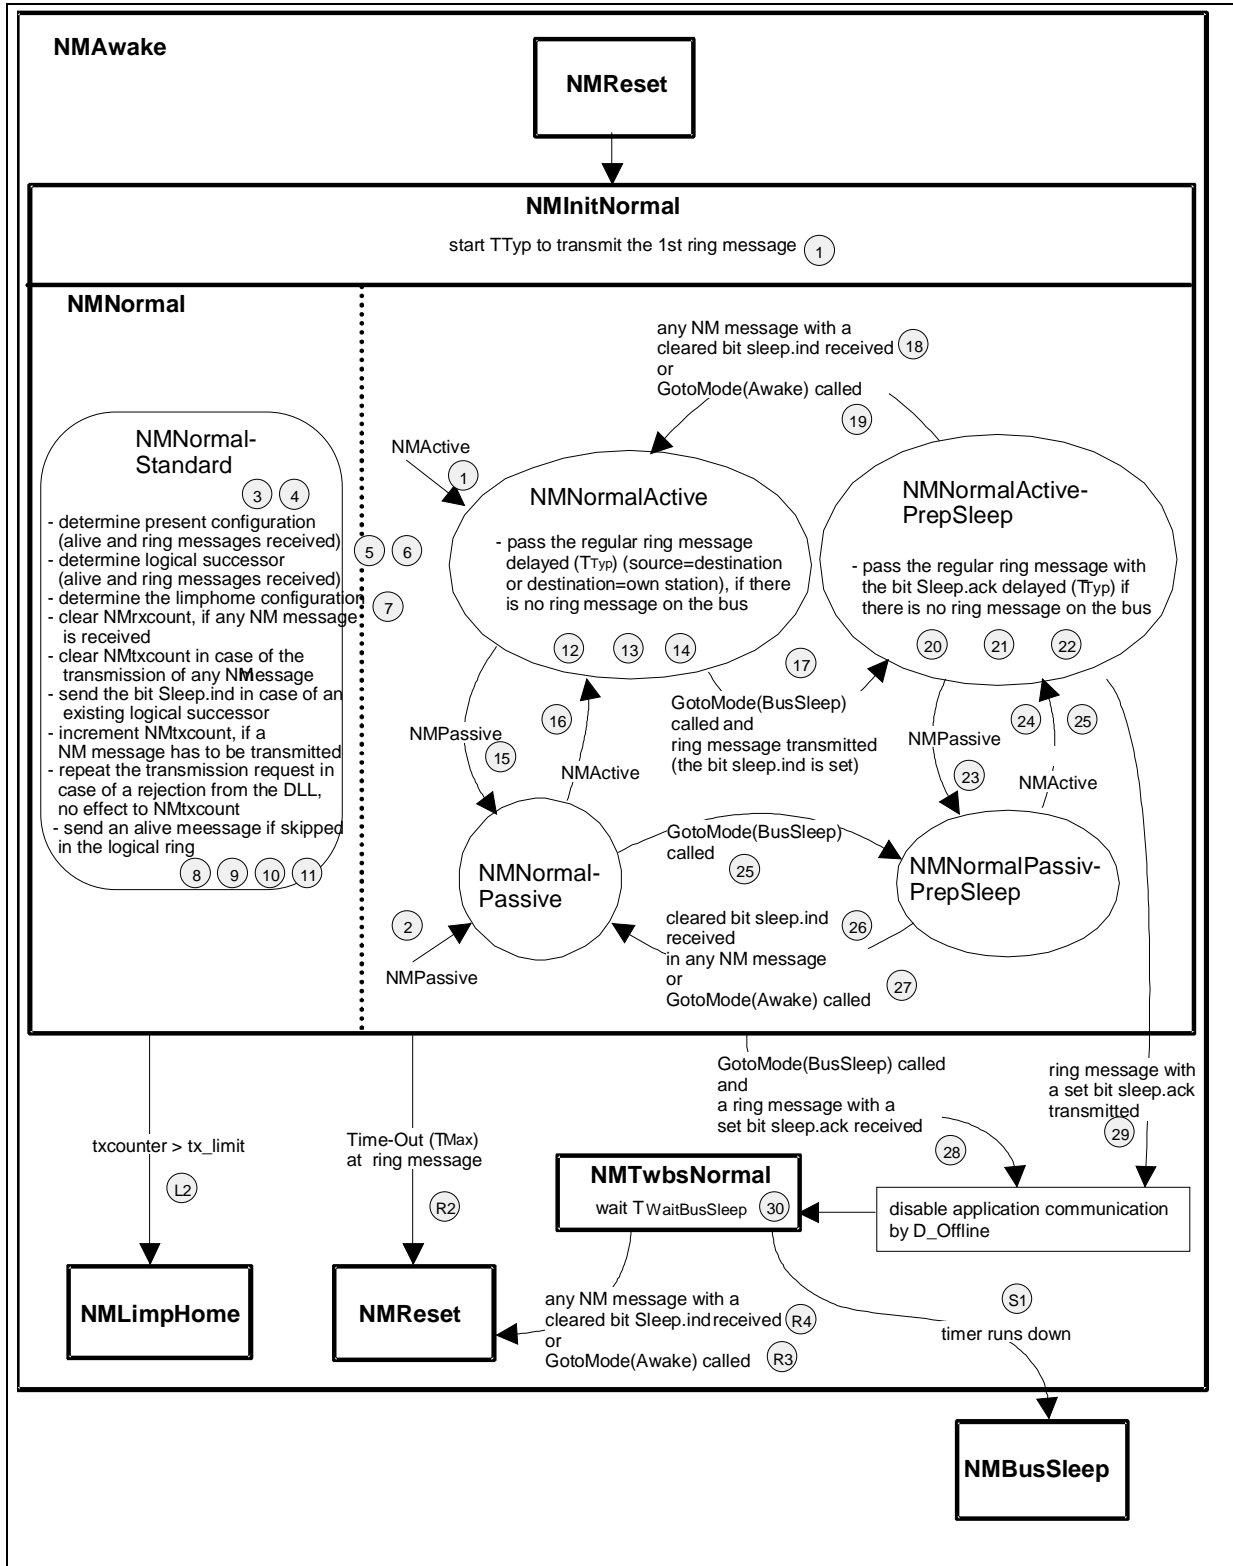 NMAwake
NMReset
NMInitNormal
start TTyp to transmit the 1st ring message 1
NMNormal
any NM message with a
cleared bit sleep.ind received 18
or
GotoMode(Awake) called
19
NMNormal-
Standard
3 4
- determine present configuration
(alive and ring messages received)
- determine logical successor
(alive and ring messages received)
- determine the limphome configuration
- clear NMrxcount, if any NM message
is received
- clear NMtxcount in case of the
transmission of any NMmessage
- send the bit Sleep.ind in case of an
existing logical successor
- increment NMtxcount, if a
NM message has to be transmitted
- repeat the transmission request in
case of a rejection from the DLL,
no effect to NMtxcount
- send an alive meessage if skipped
in the logical ring
8 9 10 11
5 6
7
NMActive
1
NMNormalActive
- pass the regular ring message
delayed (TTyp) (source=destination
or destination=own station), if there
is no ring message on the bus
12 13 14
NMNormalActive-
PrepSleep
- pass the regular ring message with
the bit Sleep.ack delayed (TTyp) if
there is no ring message on the bus
20 21 22
17
GotoMode(BusSleep)
called and
ring message transmitted
(the bit sleep.ind is set)
NMPassive
15
16
NMActive
24 25
NMPassive
23
NMActive
GotoMode(BusSleep)
called
25
NMNormal-
Passive
NMNormalPassiv-
PrepSleep
2
NMPassive
cleared bit sleep.ind
received
in any NM message
or
GotoMode(Awake) called
26
27
GotoMode(BusSleep) called
and
a ring message with a
set bit sleep.ack received
28
ring message with
a set bit sleep.ack
transmitted
29
txcounter > tx_limit
L2
Time-Out (TMax)
at ring message
R2
NMTwbsNormal
wait TWaitBusSleep 30
disable application communication
by D_Offline
NMLimpHome
NMReset
any NM message with a
cleared bit Sleep.indreceived R4
or
GotoMode(Awake) called R3
S1
timer runs down
NMBusSleep